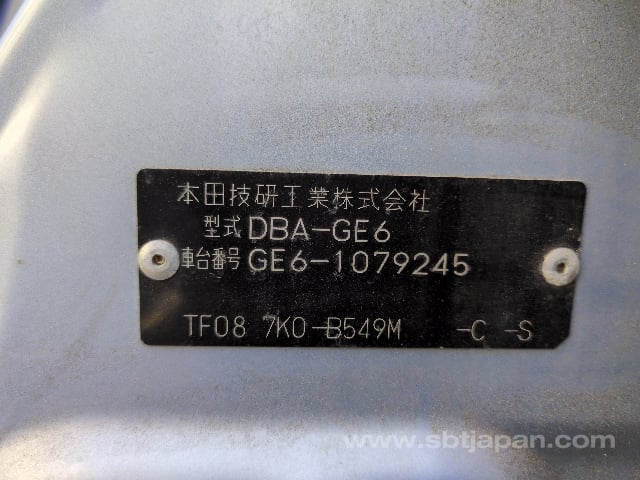 本田技研工業株式会社
型式 DBA-GE6
車台番号 GE6-1079245
TF08 7K0-B549M -C -S
www.sbtjapan.com